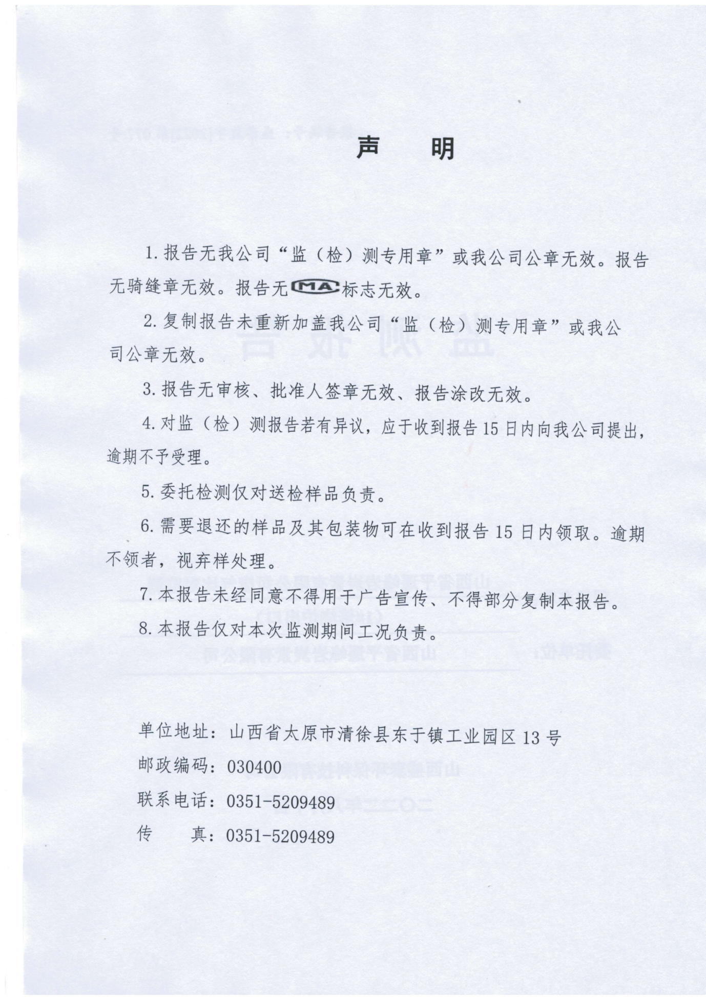 声 明
1.报告无我公司“监（检）测专用章”或我公司公章无效。报告
无骑缝章无效。报告无MA标志无效。
2.复制报告未重新加盖我公司“监（检）测专用章”或我公
司公章无效。
3.报告无审核、批准人签章无效、报告涂改无效。
4.对监（检）测报告若有异议，应于收到报告15日内向我公司提出，
逾期不予受理。
5.委托检测仅对送检样品负责。
6.需要退还的样品及其包装物可在收到报告15日内领取。逾期
不领者，视弃样处理。
7.本报告未经同意不得用于广告宣传、不得部分复制本报告。
8.本报告仅对本次监测期间工况负责。
单位地址：山西省太原市清徐县东于镇工业园区13号
邮政编码：030400
联系电话：0351-5209489
传 真：0351-5209489